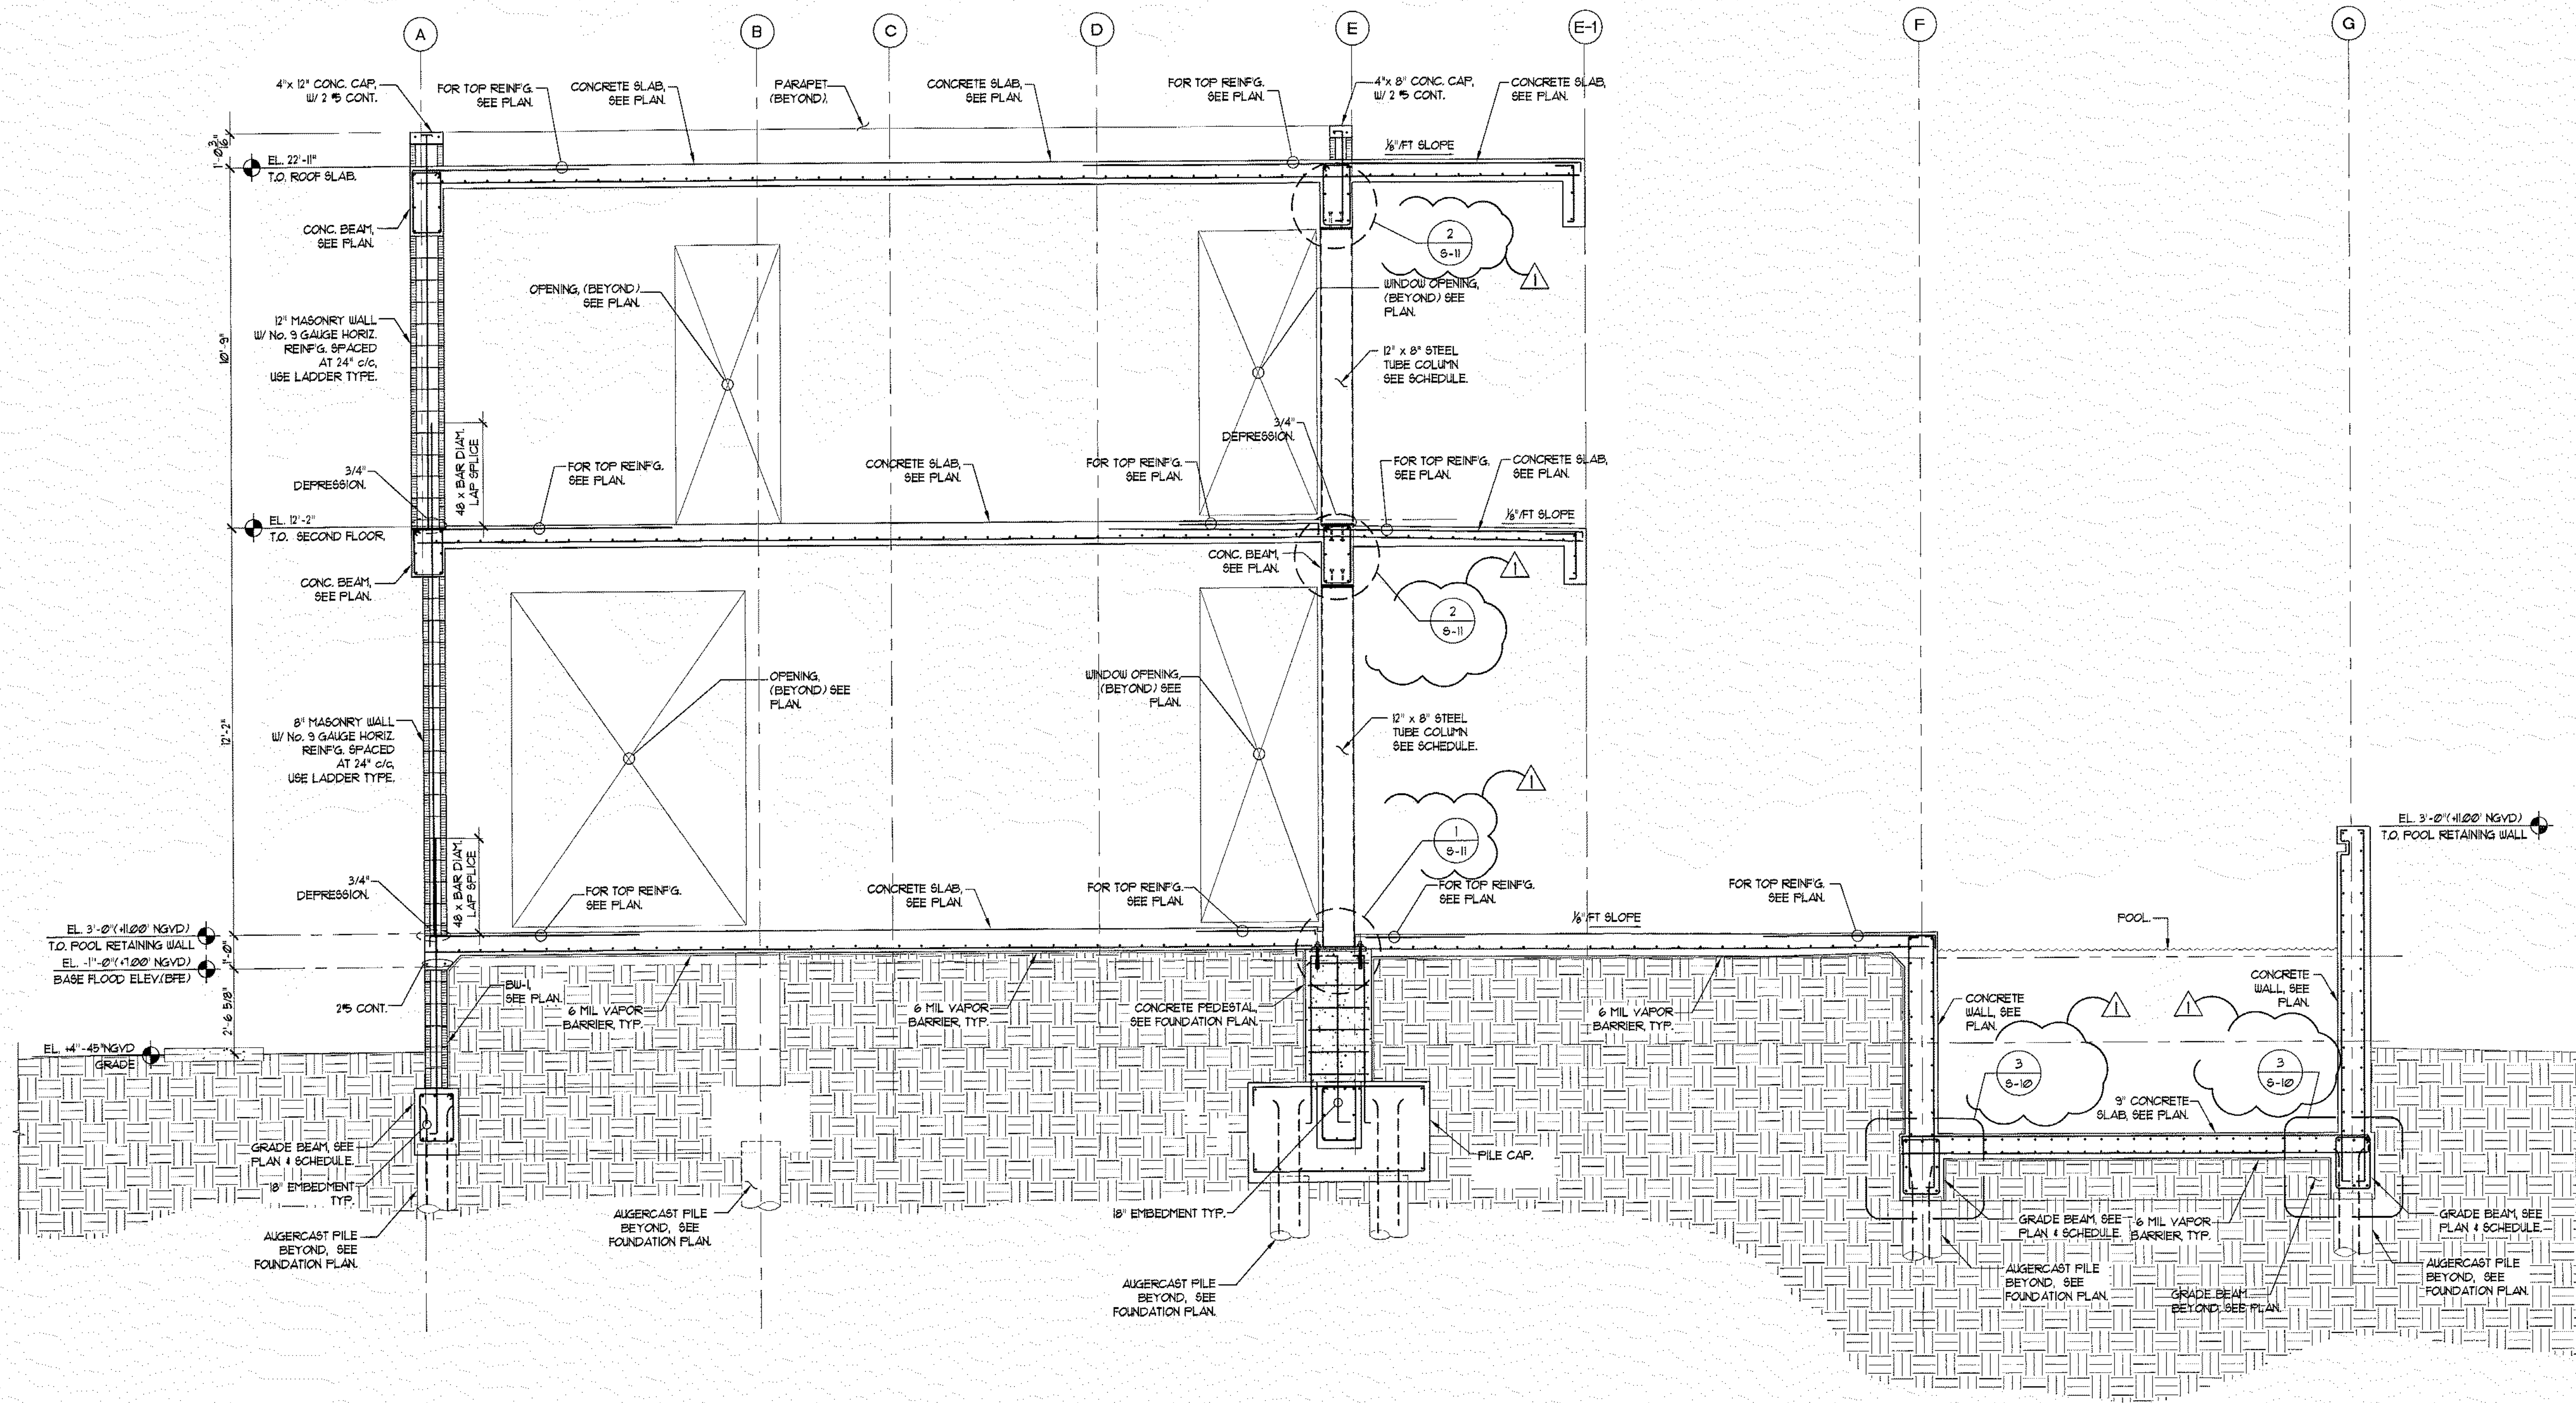 A
B
C
D
E
E-1
F
G
4"x 12" CONC. CAP,
W/ 2 #5 CONT.
FOR TOP REINF'G.
SEE PLAN.
CONCRETE SLAB,
SEE PLAN.
PARAPET
(BEYOND).
CONCRETE SLAB,
SEE PLAN.
FOR TOP REINF'G.
SEE PLAN.
4"x 8" CONC. CAP,
W/ 2 #5 CONT.
CONCRETE SLAB,
SEE PLAN.
1'-0 3/16"
EL. 22'-11"
T.O. ROOF SLAB.
1/8"/FT SLOPE
CONC. BEAM,
SEE PLAN.
2
S-11
1
OPENING, (BEYOND)
SEE PLAN.
WINDOW OPENING,
(BEYOND) SEE
PLAN.
12" MASONRY WALL
W/ No. 9 GAUGE HORIZ.
REINF'G. SPACED
AT 24" c/c,
USE LADDER TYPE.
10'-9"
12" x 8" STEEL
TUBE COLUMN
SEE SCHEDULE.
3/4"
DEPRESSION.
48 x BAR DIAM.
LAP SPLICE
3/4"
DEPRESSION.
FOR TOP REINF'G.
SEE PLAN.
CONCRETE SLAB,
SEE PLAN.
FOR TOP REINF'G.
SEE PLAN.
FOR TOP REINF'G.
SEE PLAN.
CONCRETE SLAB,
SEE PLAN.
EL. 12'-2"
T.O. SECOND FLOOR.
1/8"/FT SLOPE
CONC. BEAM,
SEE PLAN.
CONC. BEAM,
SEE PLAN.
1
2
S-11
OPENING,
(BEYOND) SEE
PLAN.
WINDOW OPENING,
(BEYOND) SEE
PLAN.
8" MASONRY WALL
W/ No. 9 GAUGE HORIZ.
REINF'G. SPACED
AT 24" c/c,
USE LADDER TYPE.
12'-2"
12" x 8" STEEL
TUBE COLUMN
SEE SCHEDULE.
1
1
S-11
EL. 3'-0"(+11.00' NGVD)
T.O. POOL RETAINING WALL
48 x BAR DIAM.
LAP SPLICE
3/4"
DEPRESSION.
FOR TOP REINF'G.
SEE PLAN.
CONCRETE SLAB,
SEE PLAN.
FOR TOP REINF'G.
SEE PLAN.
FOR TOP REINF'G.
SEE PLAN.
FOR TOP REINF'G.
SEE PLAN.
1/8"/FT SLOPE
POOL.
EL. 3'-0"(+11.00' NGVD)
T.O. POOL RETAINING WALL
EL. -1'-0"(+7.00' NGVD)
BASE FLOOD ELEV.(BFE)
1'-0"
2'-6 5/8"
2#5 CONT.
BW-1,
SEE PLAN.
6 MIL VAPOR
BARRIER, TYP.
6 MIL VAPOR
BARRIER, TYP.
CONCRETE PEDESTAL,
SEE FOUNDATION PLAN.
6 MIL VAPOR
BARRIER, TYP.
CONCRETE
WALL, SEE
PLAN.
1
1
CONCRETE
WALL, SEE
PLAN.
EL. +4"-45"NGVD
GRADE
3
S-10
3
S-10
9" CONCRETE
SLAB, SEE PLAN.
GRADE BEAM, SEE
PLAN & SCHEDULE.
18" EMBEDMENT
TYP.
AUGERCAST PILE
BEYOND, SEE
FOUNDATION PLAN.
AUGERCAST PILE
BEYOND, SEE
FOUNDATION PLAN.
PILE CAP.
18" EMBEDMENT TYP.
AUGERCAST PILE
BEYOND, SEE
FOUNDATION PLAN.
GRADE BEAM, SEE
PLAN & SCHEDULE.
6 MIL VAPOR
BARRIER, TYP.
GRADE BEAM, SEE
PLAN & SCHEDULE.
AUGERCAST PILE
BEYOND, SEE
FOUNDATION PLAN.
GRADE BEAM
BEYOND, SEE PLAN.
AUGERCAST PILE
BEYOND, SEE
FOUNDATION PLAN.